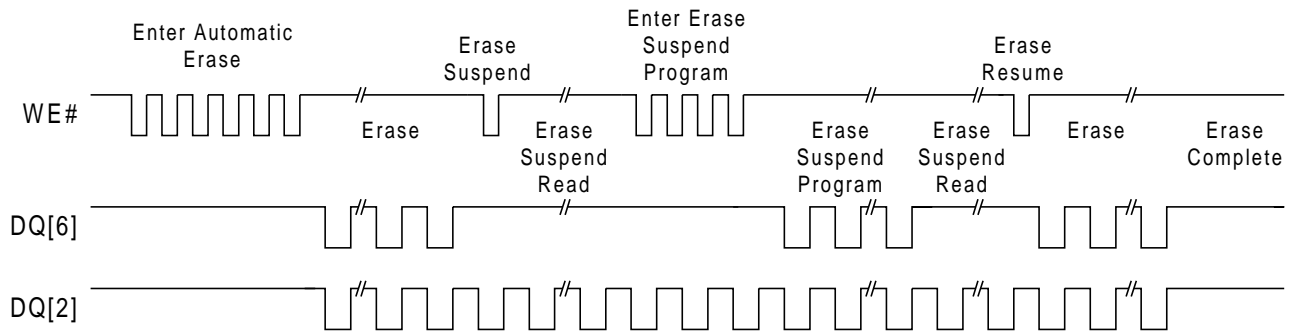 Enter Automatic
Erase
Erase
Suspend
Enter Erase
Suspend
Program
Erase
Resume
WE#
Erase
Erase
Suspend
Read
Erase
Suspend
Program
Erase
Suspend
Read
Erase
Erase
Complete
DQ[6]
DQ[2]